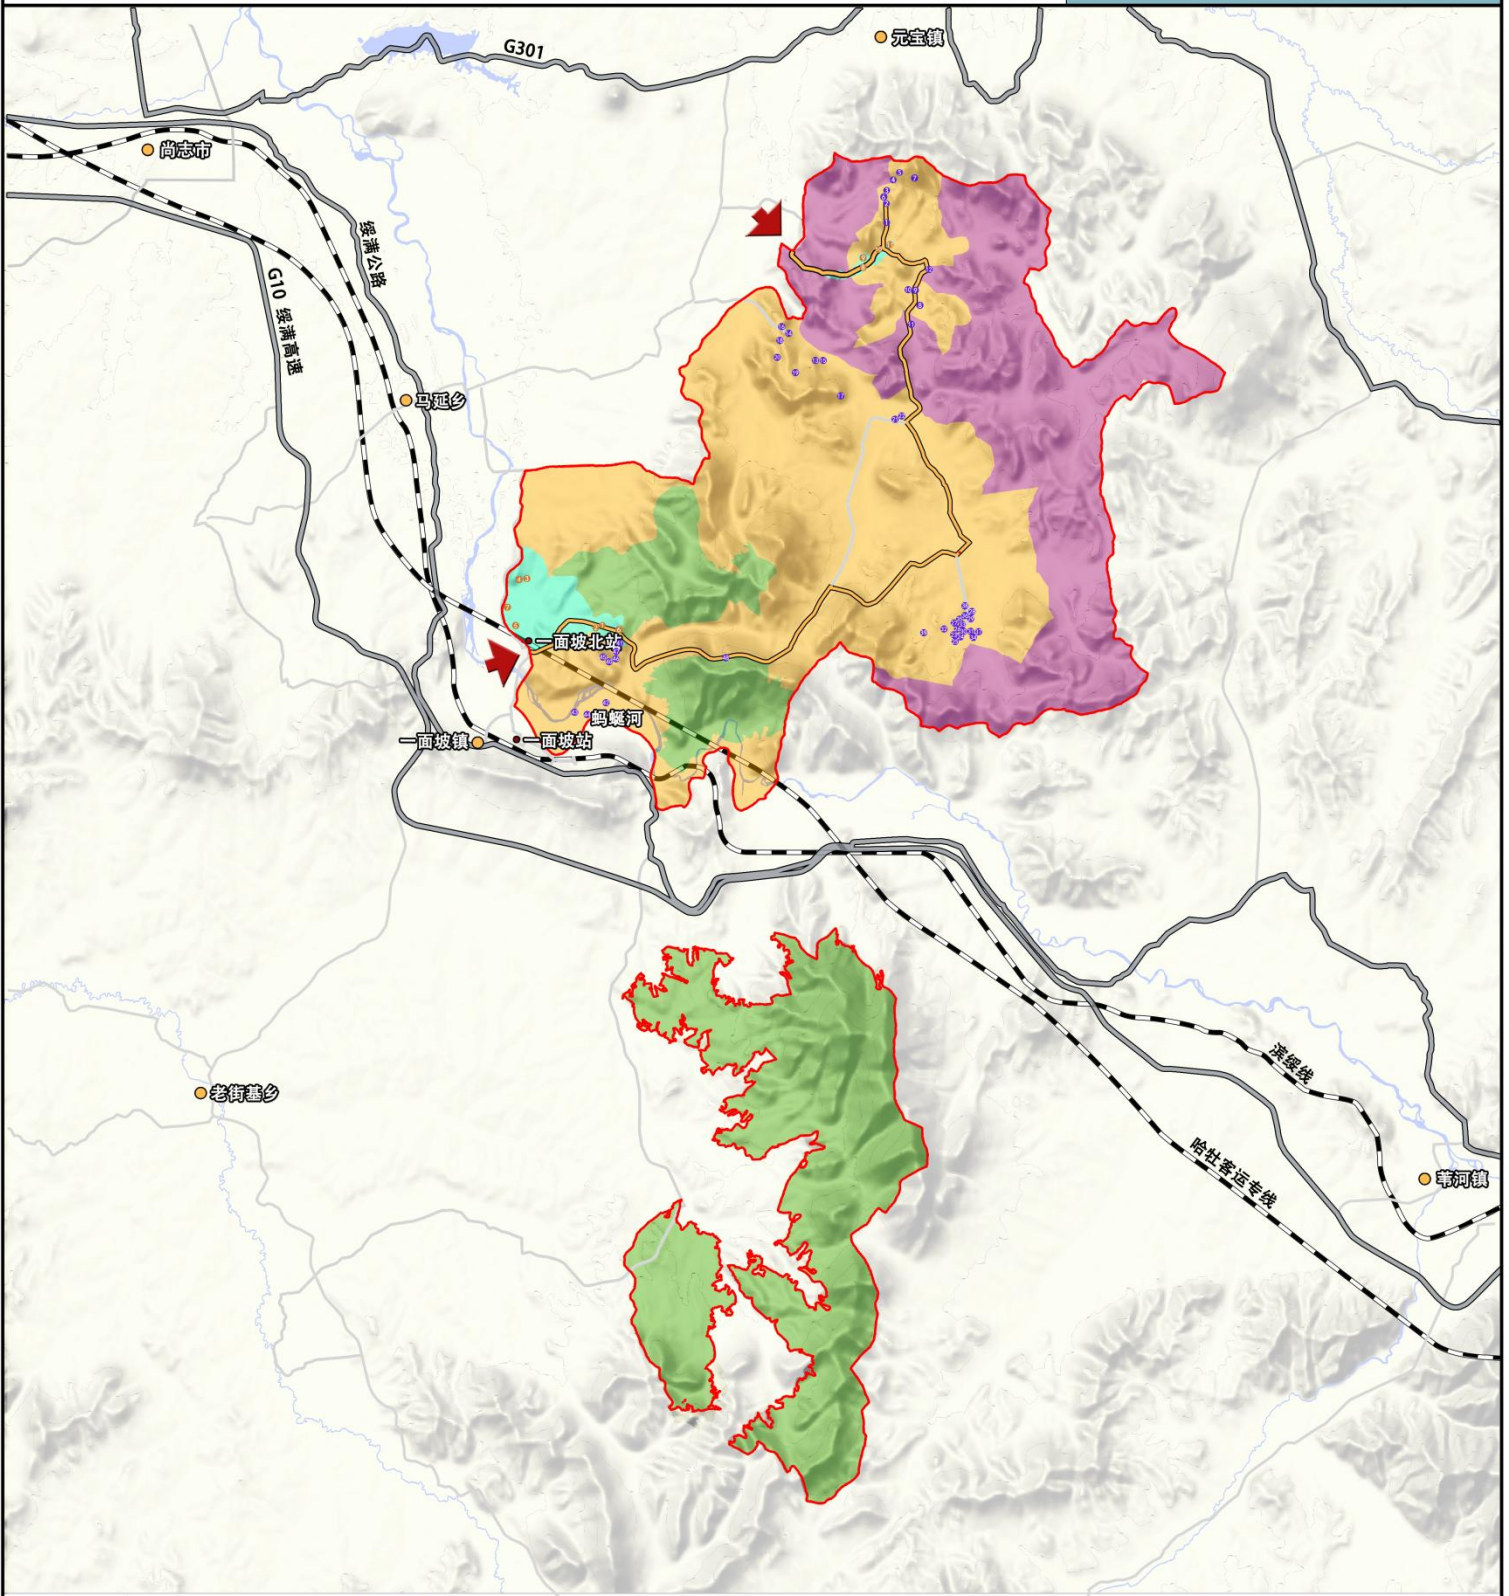 元宝镇
G301
尚志市
绥满公路
G10 绥满高速
马延乡
一面坡北站
蚂蜒河
一面坡镇
一面坡站
滨绥线
老街基乡
哈牡客运专线
苇河镇